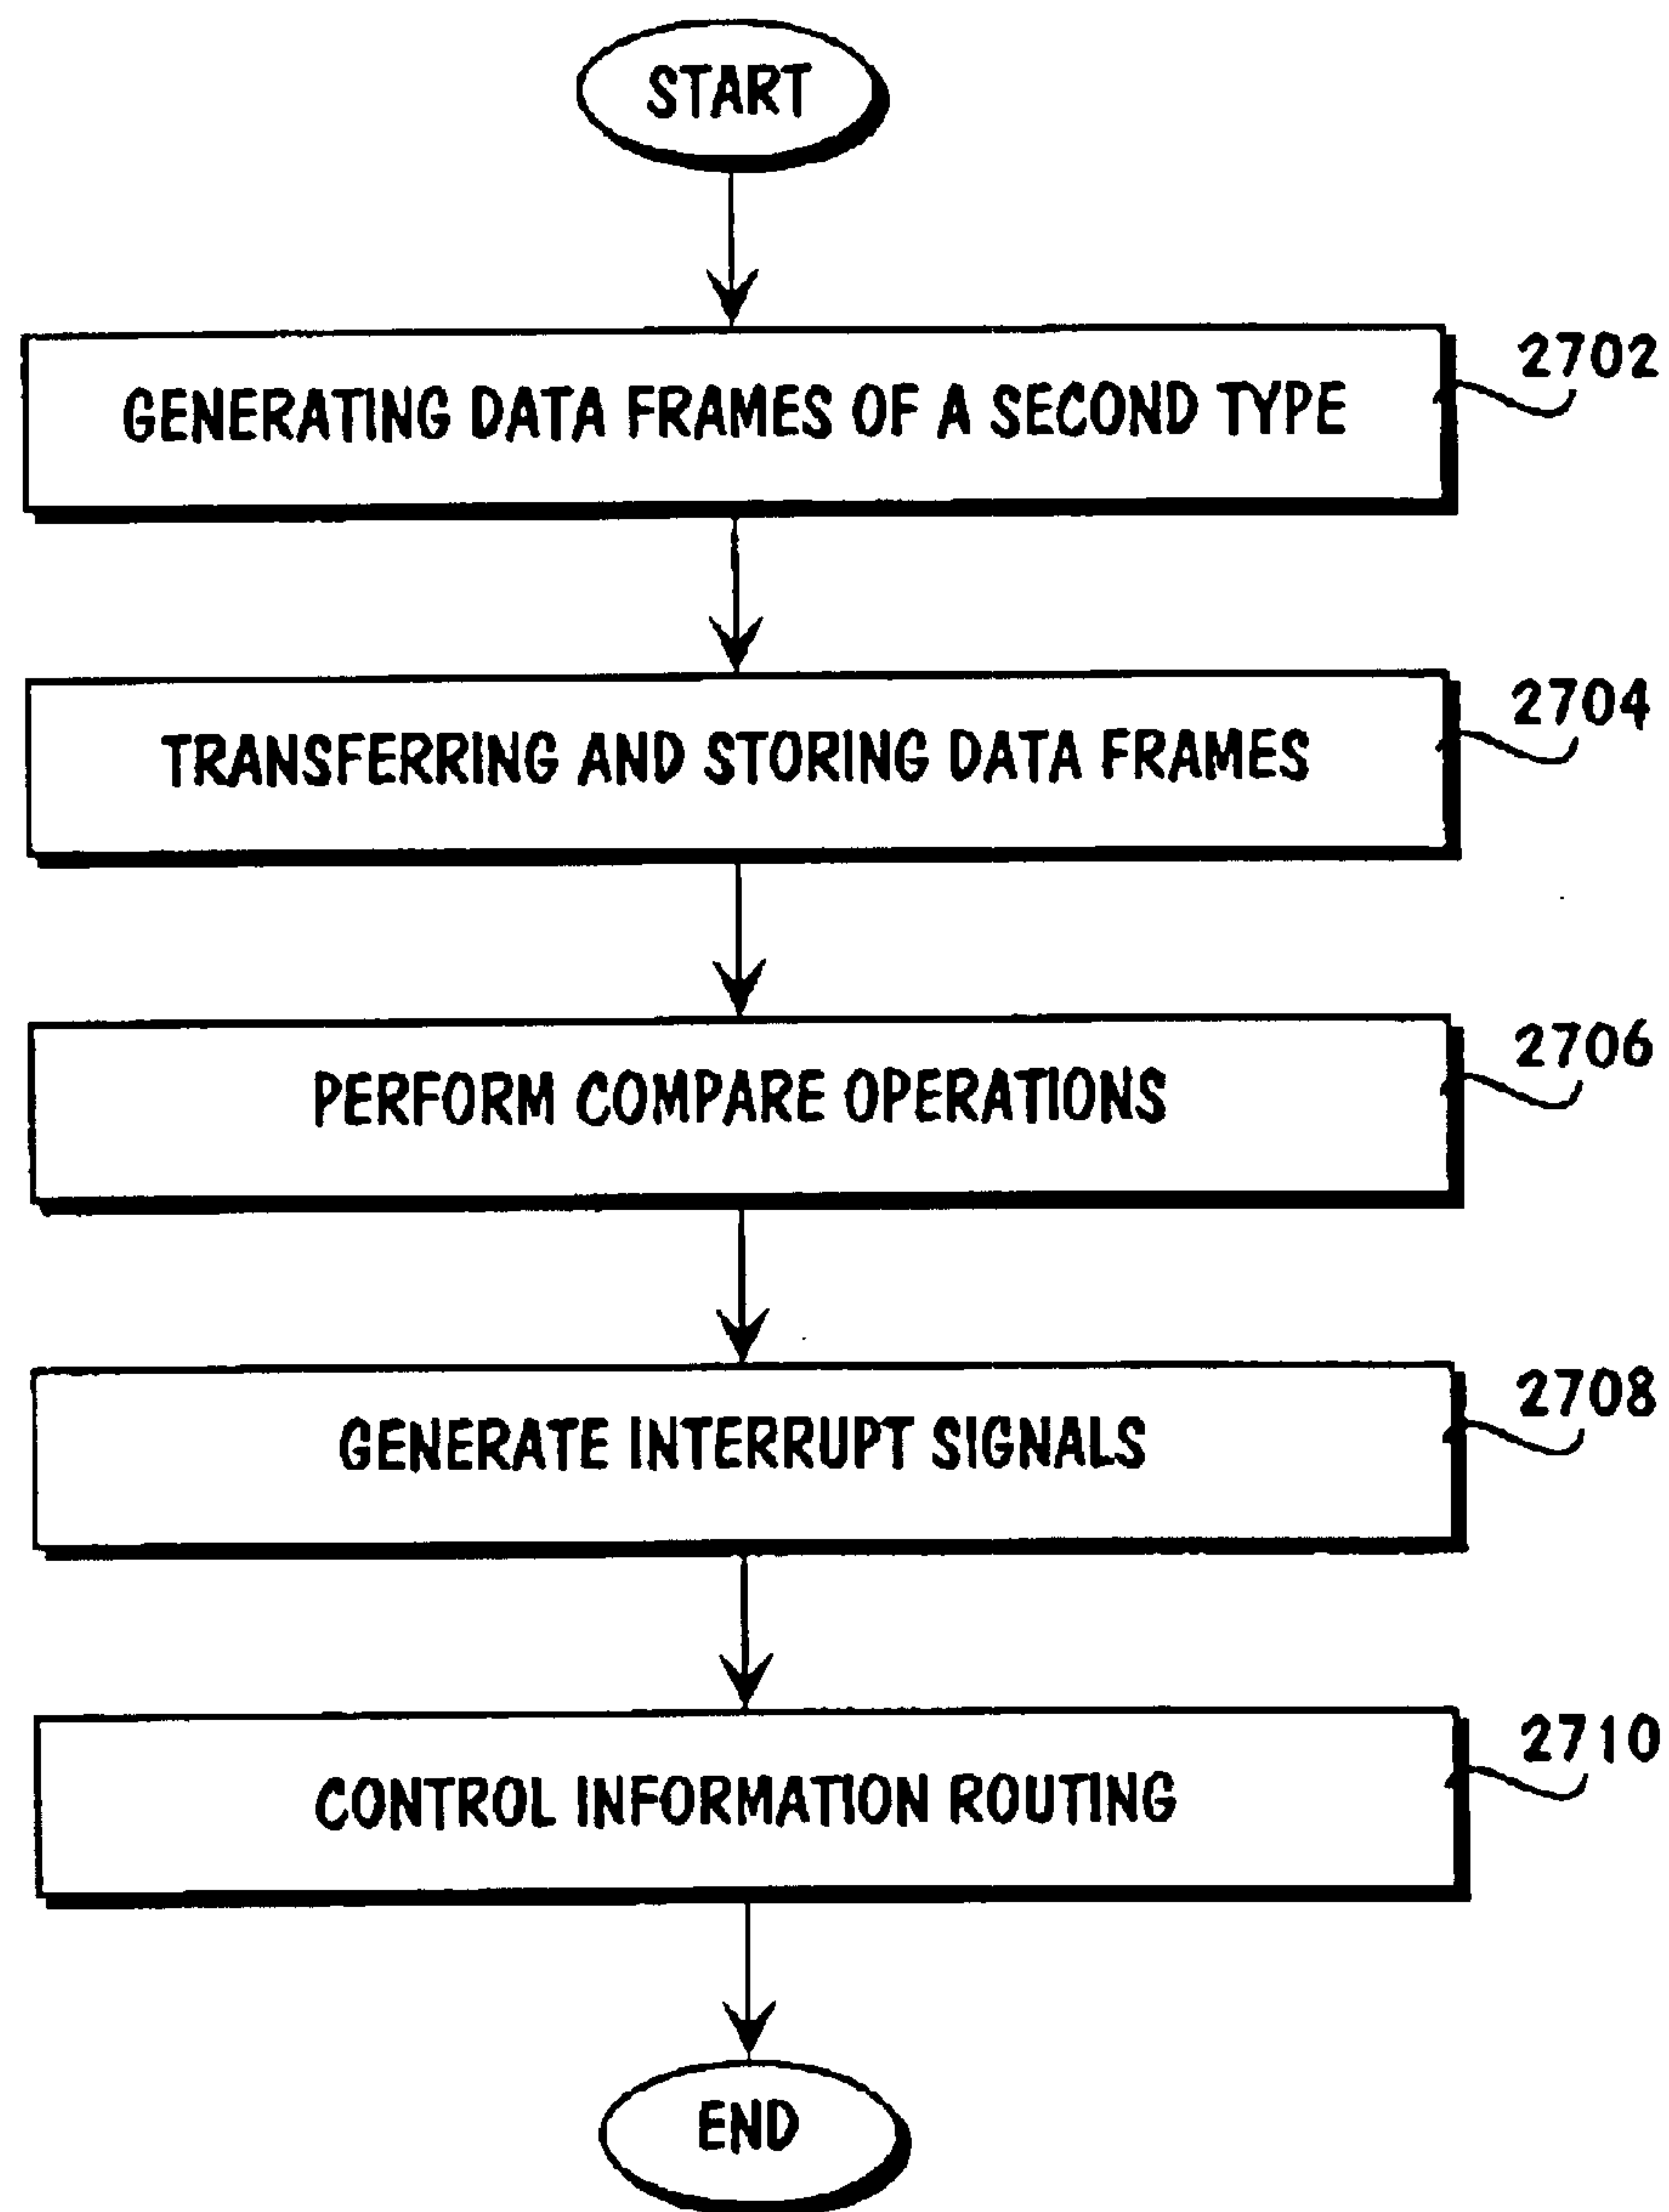 START
GENERATING DATA FRAMES OF A SECOND TYPE
2702
TRANSFERRING AND STORING DATA FRAMES
2704
PERFORM COMPARE OPERATIONS
2706
GENERATE INTERRUPT SIGNALS
2708
CONTROL INFORMATION ROUTING
2710
END